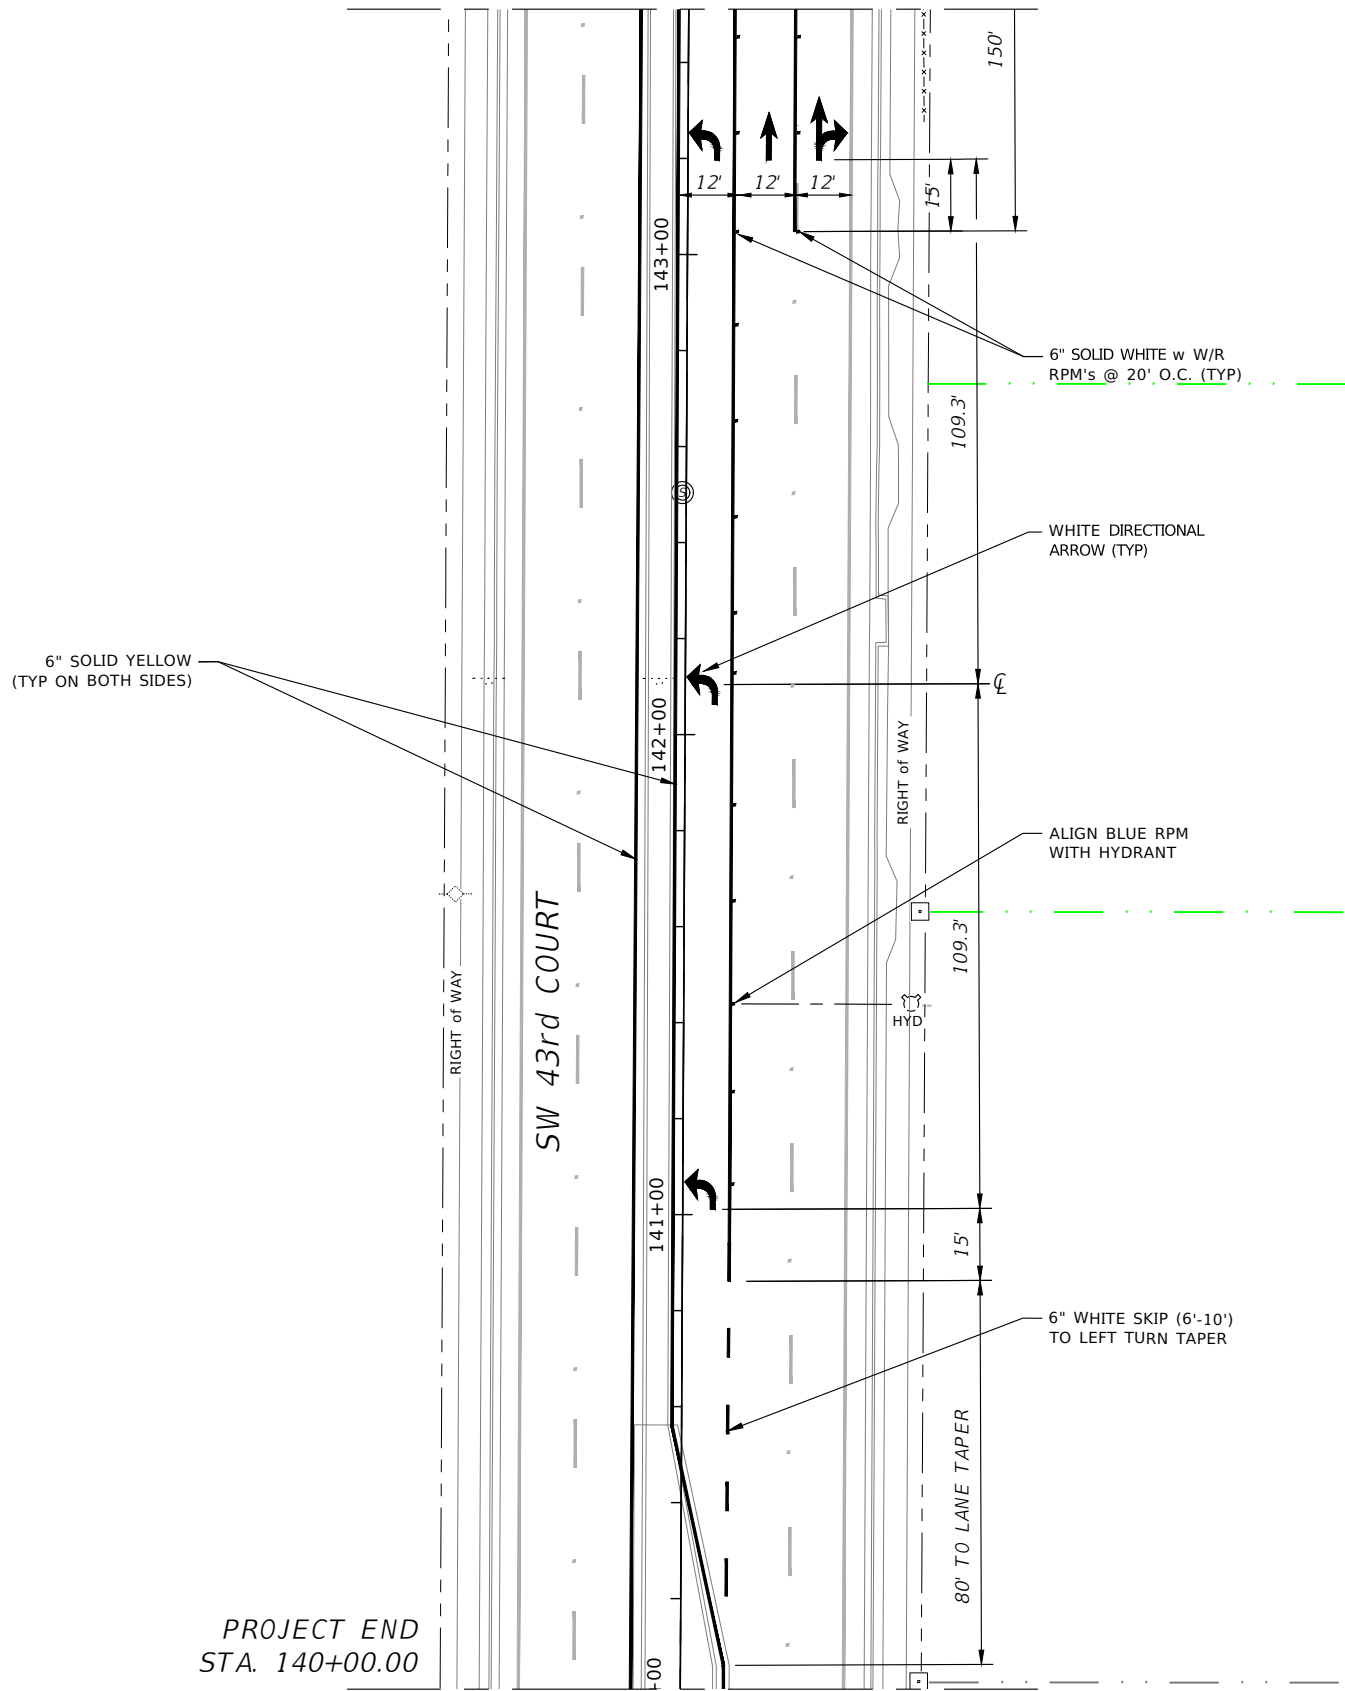 150'
12'
12'
12'
15'
143+00
6" SOLID WHITE w W/R
RPM's @ 20' O.C. (TYP)
109.3'
S
WHITE DIRECTIONAL
ARROW (TYP)
6" SOLID YELLOW
(TYP ON BOTH SIDES)
℄
142+00
RIGHT of WAY
ALIGN BLUE RPM
WITH HYDRANT
SW 43rd COURT
109.3'
RIGHT of WAY
HYD
141+00
15'
6" WHITE SKIP (6'-10')
TO LEFT TURN TAPER
80' TO LANE TAPER
PROJECT END
STA. 140+00.00
+00